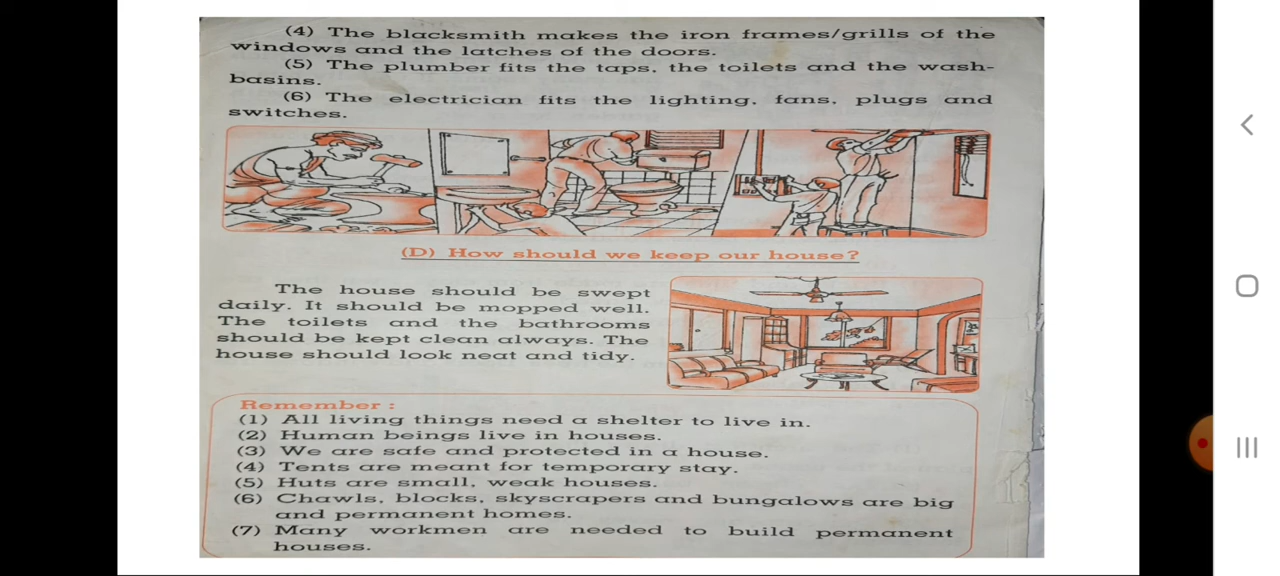 (4) The blacksmith makes the iron frames/grills of the
windows and the latches of the doors.
(5) The plumber fits the taps, the toilets and the wash-
basins.
(6) The electrician fits the lighting, fans, plugs and
switches.
(D) How should we keep our house?
The house should be swept
daily. It should be mopped well.
The toilets and the bathrooms
should be kept clean always. The
house should look neat and tidy.
Remember :
(1) All living things need a shelter to live in.
(2) Human beings live in houses.
(3) We are safe and protected in a house.
(4) Tents are meant for temporary stay.
(5) Huts are small, weak houses.
(6) Chawls, blocks, skyscrapers and bungalows are big
and permanent homes.
(7) Many workmen are needed to build permanent
houses.